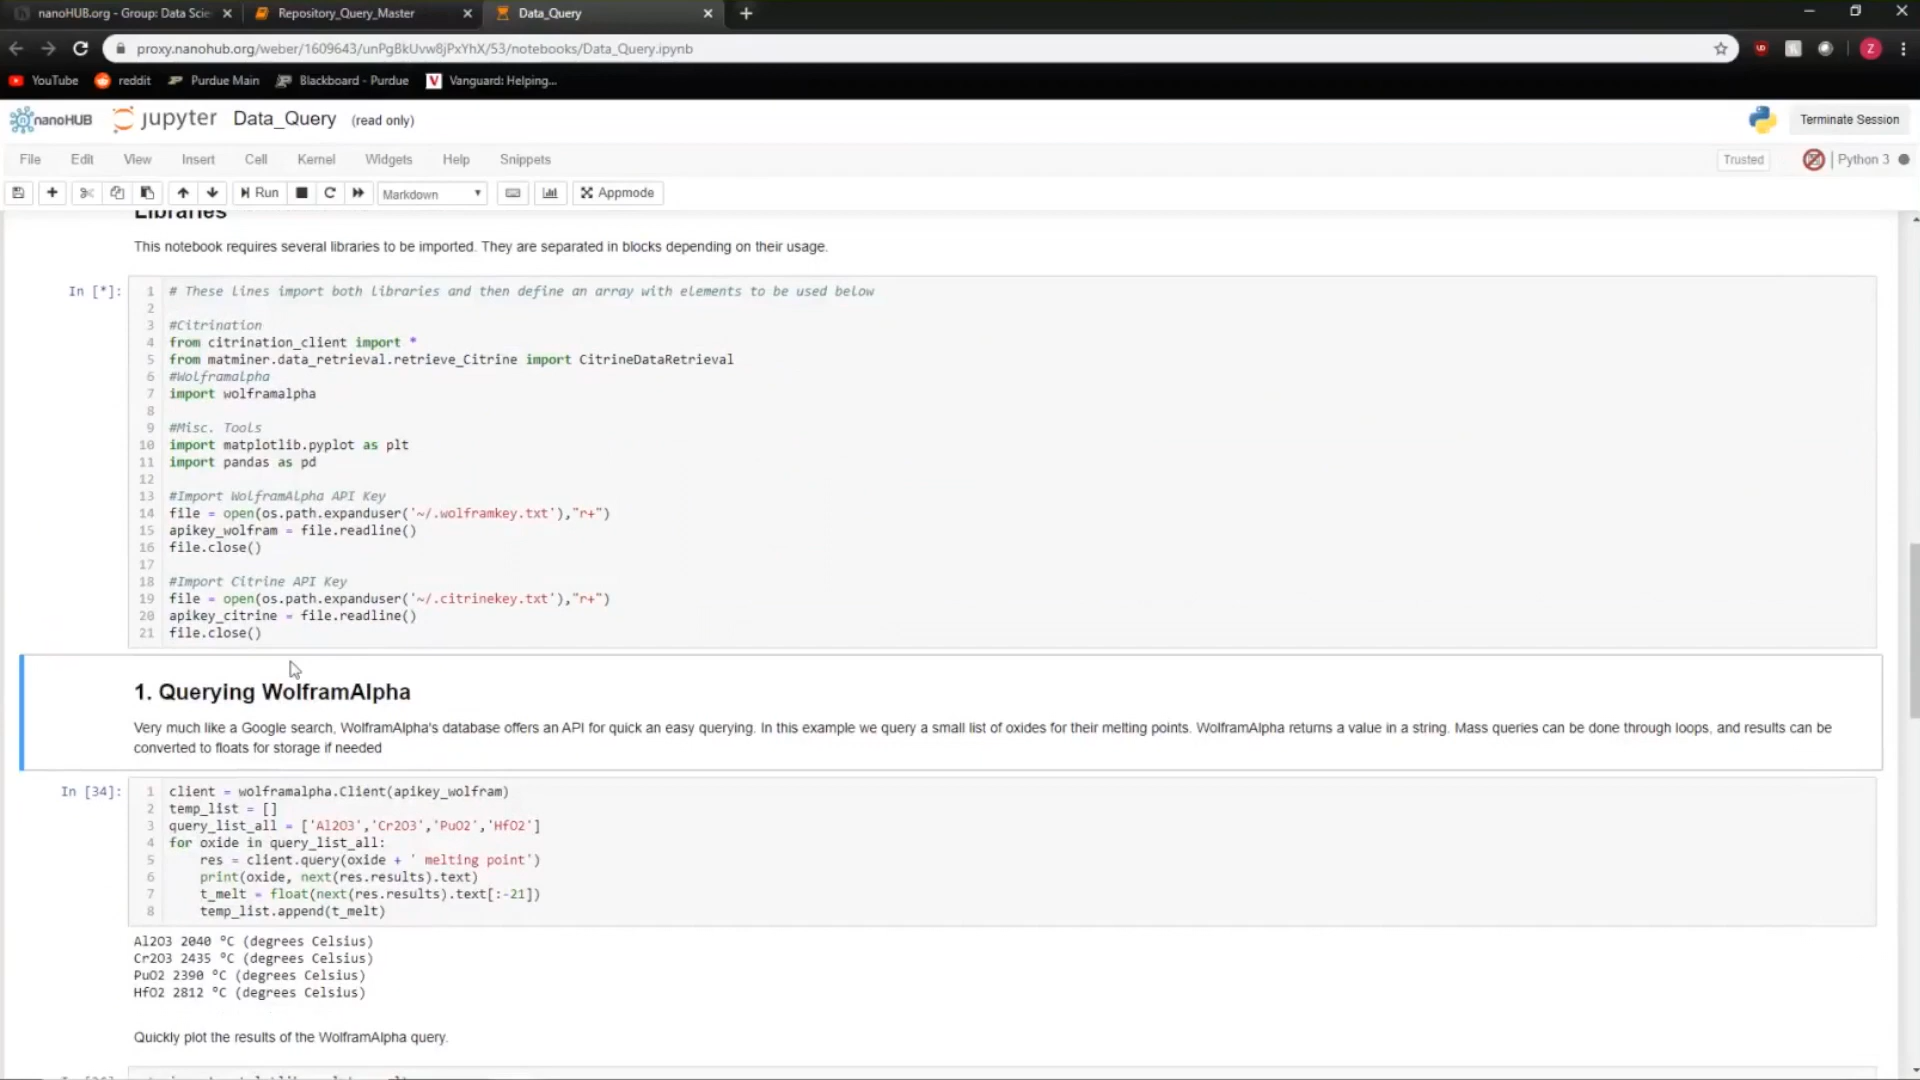 nanoHUB.org - Group: Data Scie
Repository_Query_Master
Data_Query
proxy.nanohub.org/weber/1609643/unPgBkUvw8jPxYhX/53/notebooks/Data_Query.ipynb
YouTube reddit Purdue Main Blackboard - Purdue Vanguard: Helping...
nanoHUB jupyter Data_Query (read only) Terminate Session
File Edit View Insert Cell Kernel Widgets Help Snippets Trusted Python 3
Run Markdown Appmode
Libraries
This notebook requires several libraries to be imported. They are separated in blocks depending on their usage.
In [*]:
1 # These lines import both libraries and then define an array with elements to be used below
2
3 #Citrination
4 from citrination_client import *
5 from matminer.data_retrieval.retrieve_Citrine import CitrineDataRetrieval
6 #Wolframalpha
7 import wolframalpha
8
9 #Misc. Tools
10 import matplotlib.pyplot as plt
11 import pandas as pd
12
13 #Import WolframAlpha API Key
14 file = open(os.path.expanduser('~/.wolframkey.txt'),"r+")
15 apikey_wolfram = file.readline()
16 file.close()
17
18 #Import Citrine API Key
19 file = open(os.path.expanduser('~/.citrinekey.txt'),"r+")
20 apikey_citrine = file.readline()
21 file.close()
1. Querying WolframAlpha
Very much like a Google search, WolframAlpha's database offers an API for quick an easy querying. In this example we query a small list of oxides for their melting points. WolframAlpha returns a value in a string. Mass queries can be done through loops, and results can be
converted to floats for storage if needed
In [34]:
1 client = wolframalpha.Client(apikey_wolfram)
2 temp_list = []
3 query_list_all = ['Al2O3','Cr2O3','PuO2','HfO2']
4 for oxide in query_list_all:
5 res = client.query(oxide + ' melting point')
6 print(oxide, next(res.results).text)
7 t_melt = float(next(res.results).text[:-21])
8 temp_list.append(t_melt)
Al2O3 2040 °C (degrees Celsius)
Cr2O3 2435 °C (degrees Celsius)
PuO2 2390 °C (degrees Celsius)
HfO2 2812 °C (degrees Celsius)
Quickly plot the results of the WolframAlpha query.